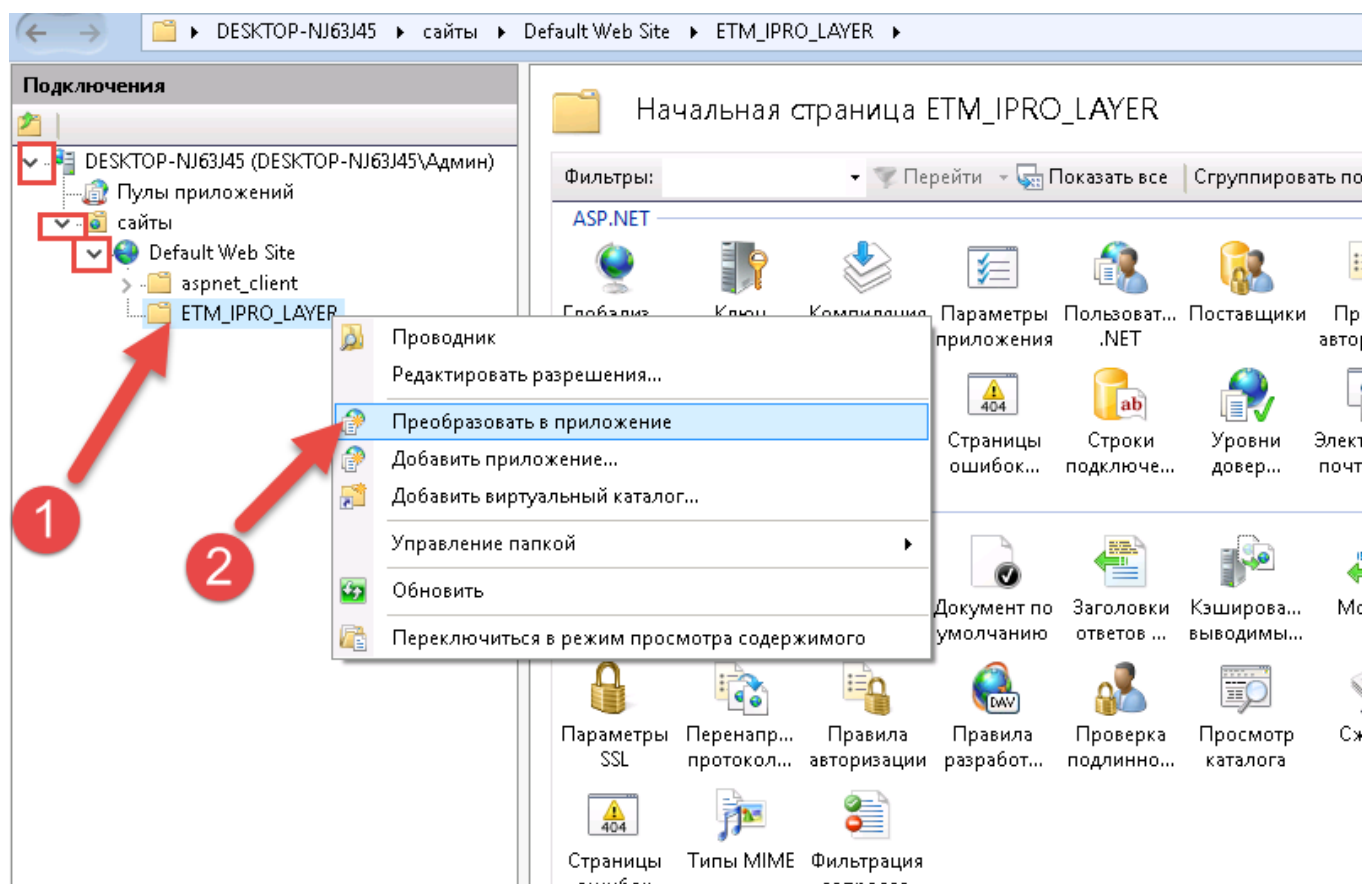 DESKTOP-NJ63J45 ▸ сайты ▸ Default Web Site ▸ ETM_IPRO_LAYER ▸
Подключения
DESKTOP-NJ63J45 (DESKTOP-NJ63J45\Админ)
Пулы приложений
сайты
Default Web Site
aspnet_client
ETM_IPRO_LAYER
1
2
Проводник
Редактировать разрешения...
Преобразовать в приложение
Добавить приложение...
Добавить виртуальный каталог...
Управление папкой
Обновить
Переключиться в режим просмотра содержимого
Начальная страница ETM_IPRO_LAYER
Фильтры: Перейти Показать все Сгруппировать по
ASP.NET
Параметры Пользоват... Поставщики
приложения .NET
404 ab
Страницы Строки Уровни
ошибок... подключе... довер...
Документ по Заголовки Кэширова...
умолчанию ответов ... выводимы...
DAV
Параметры Перенапр... Правила Правила Проверка Просмотр
SSL протокол... авторизации разработ... подлинно... каталога
404
Страницы Типы MIME Фильтрация